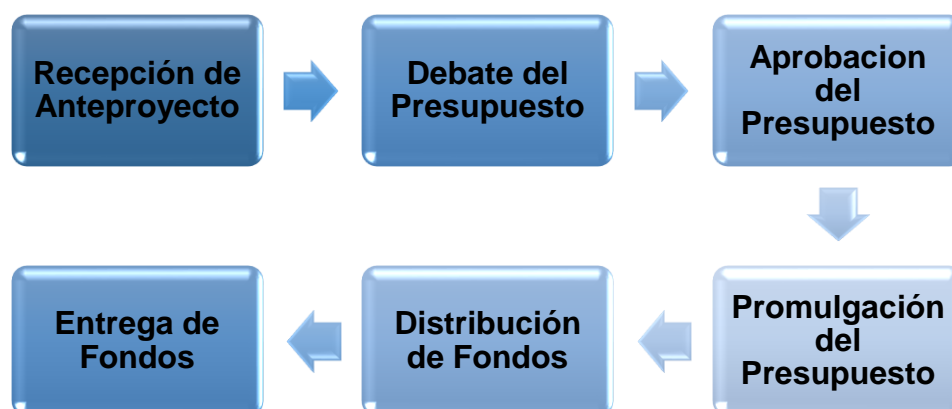 Recepción de
Anteproyecto
Debate del
Presupuesto
Aprobacion
del
Presupuesto
Promulgación
del
Presupuesto
Distribución
de Fondos
Entrega de
Fondos